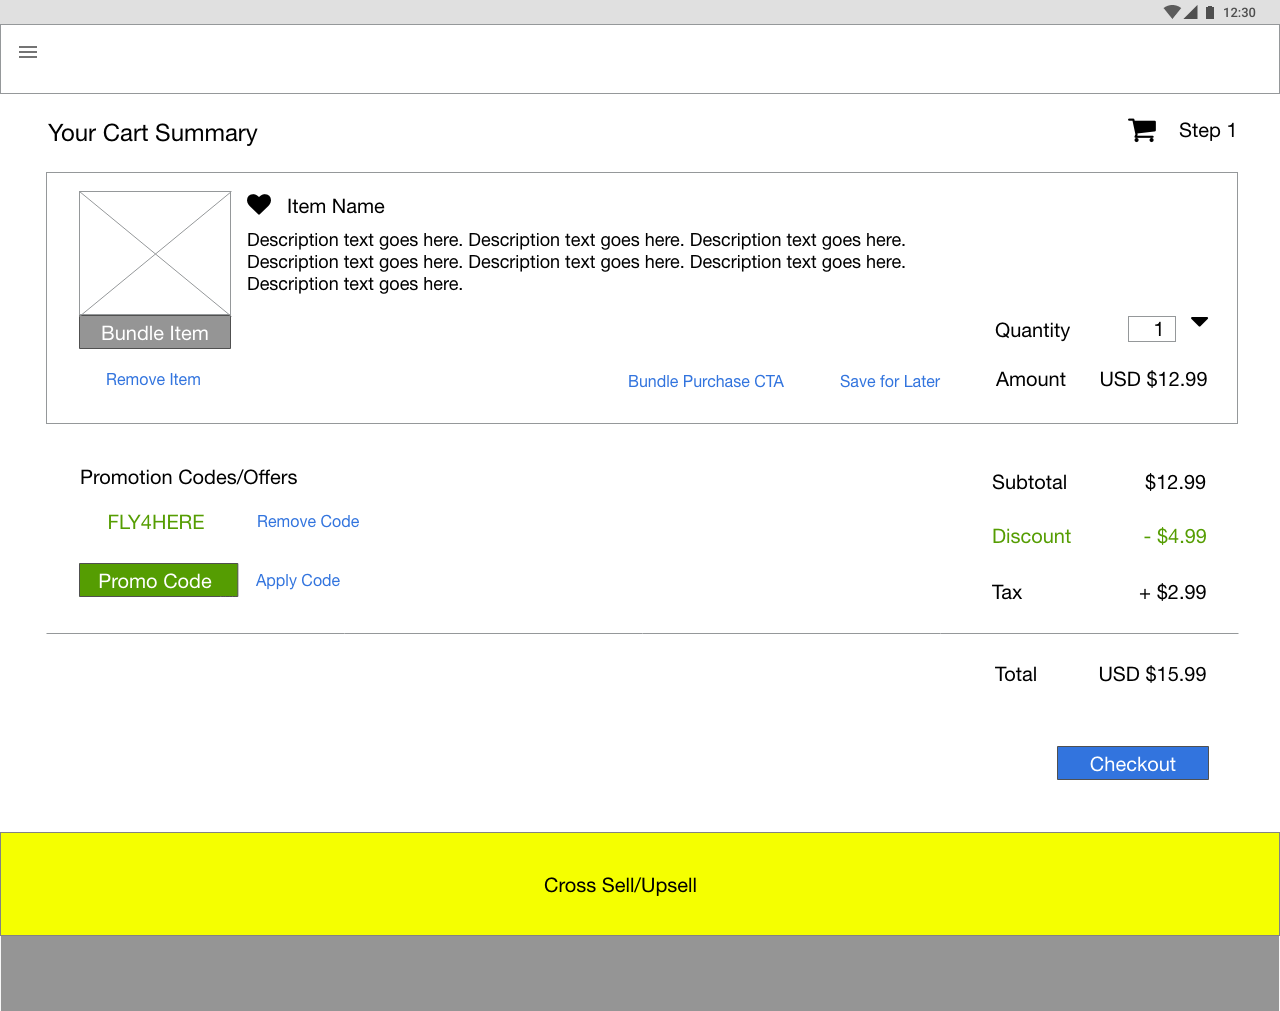 12:30
Your Cart Summary
Step 1
Item Name
Description text goes here. Description text goes here. Description text goes here.
Description text goes here. Description text goes here. Description text goes here.
Description text goes here.
Bundle Item
Quantity
1
Remove Item
Bundle Purchase CTA
Save for Later
Amount
USD $12.99
Promotion Codes/Offers
Subtotal
$12.99
FLY4HERE
Remove Code
Discount
- $4.99
Promo Code
Apply Code
Tax
+ $2.99
Total
USD $15.99
Checkout
Cross Sell/Upsell